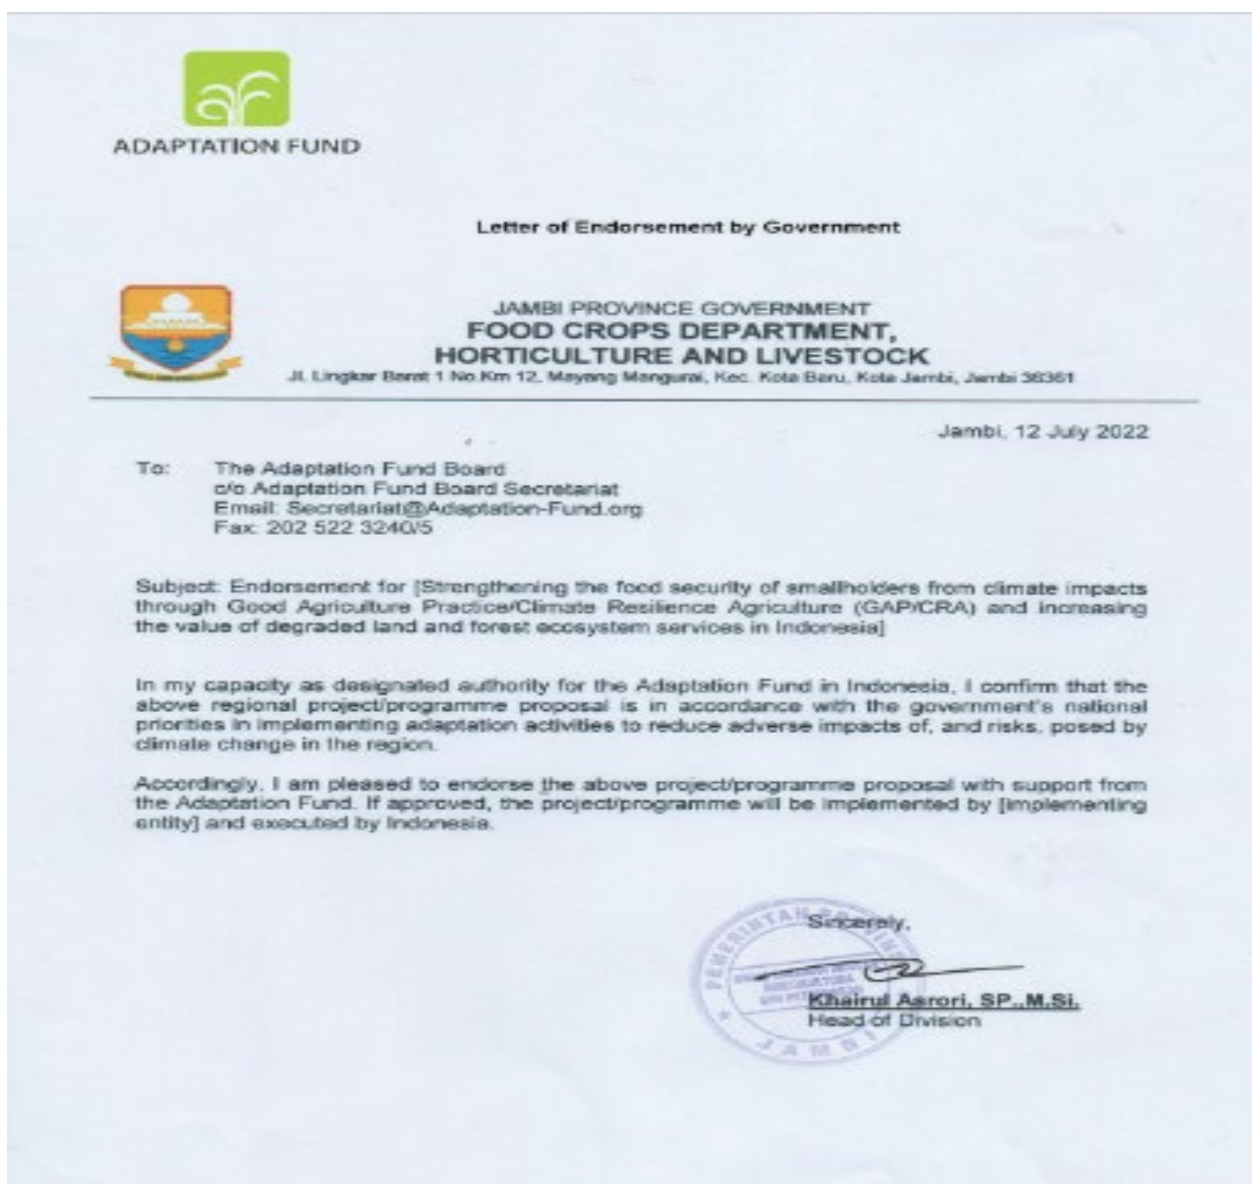 ADAPTATION FUND
Letter of Endorsement by Government
JAMBI PROVINCE GOVERNMENT
FOOD CROPS DEPARTMENT,
HORTICULTURE AND LIVESTOCK
Jl. Lingkar Barat 1 No.Km 12, Mayang Mangurai, Kec. Kota Baru, Kota Jambi, Jambi 36361
Jambi, 12 July 2022
To: The Adaptation Fund Board
c/o Adaptation Fund Board Secretariat
Email: Secretariat@Adaptation-Fund.org
Fax: 202 522 3240/5
Subject: Endorsement for [Strengthening the food security of smallholders from climate impacts
through Good Agriculture Practice/Climate Resilience Agriculture (GAP/CRA) and increasing
the value of degraded land and forest ecosystem services in Indonesia]
In my capacity as designated authority for the Adaptation Fund in Indonesia, I confirm that the
above regional project/programme proposal is in accordance with the government's national
priorities in implementing adaptation activities to reduce adverse impacts of, and risks, posed by
climate change in the region.
Accordingly, I am pleased to endorse the above project/programme proposal with support from
the Adaptation Fund. If approved, the project/programme will be implemented by [implementing
entity] and executed by Indonesia.
Sincerely,
PEMERINTAH PROVINSI
JAMBI
Khairul Asrori, SP.,M.Si.
Head of Division